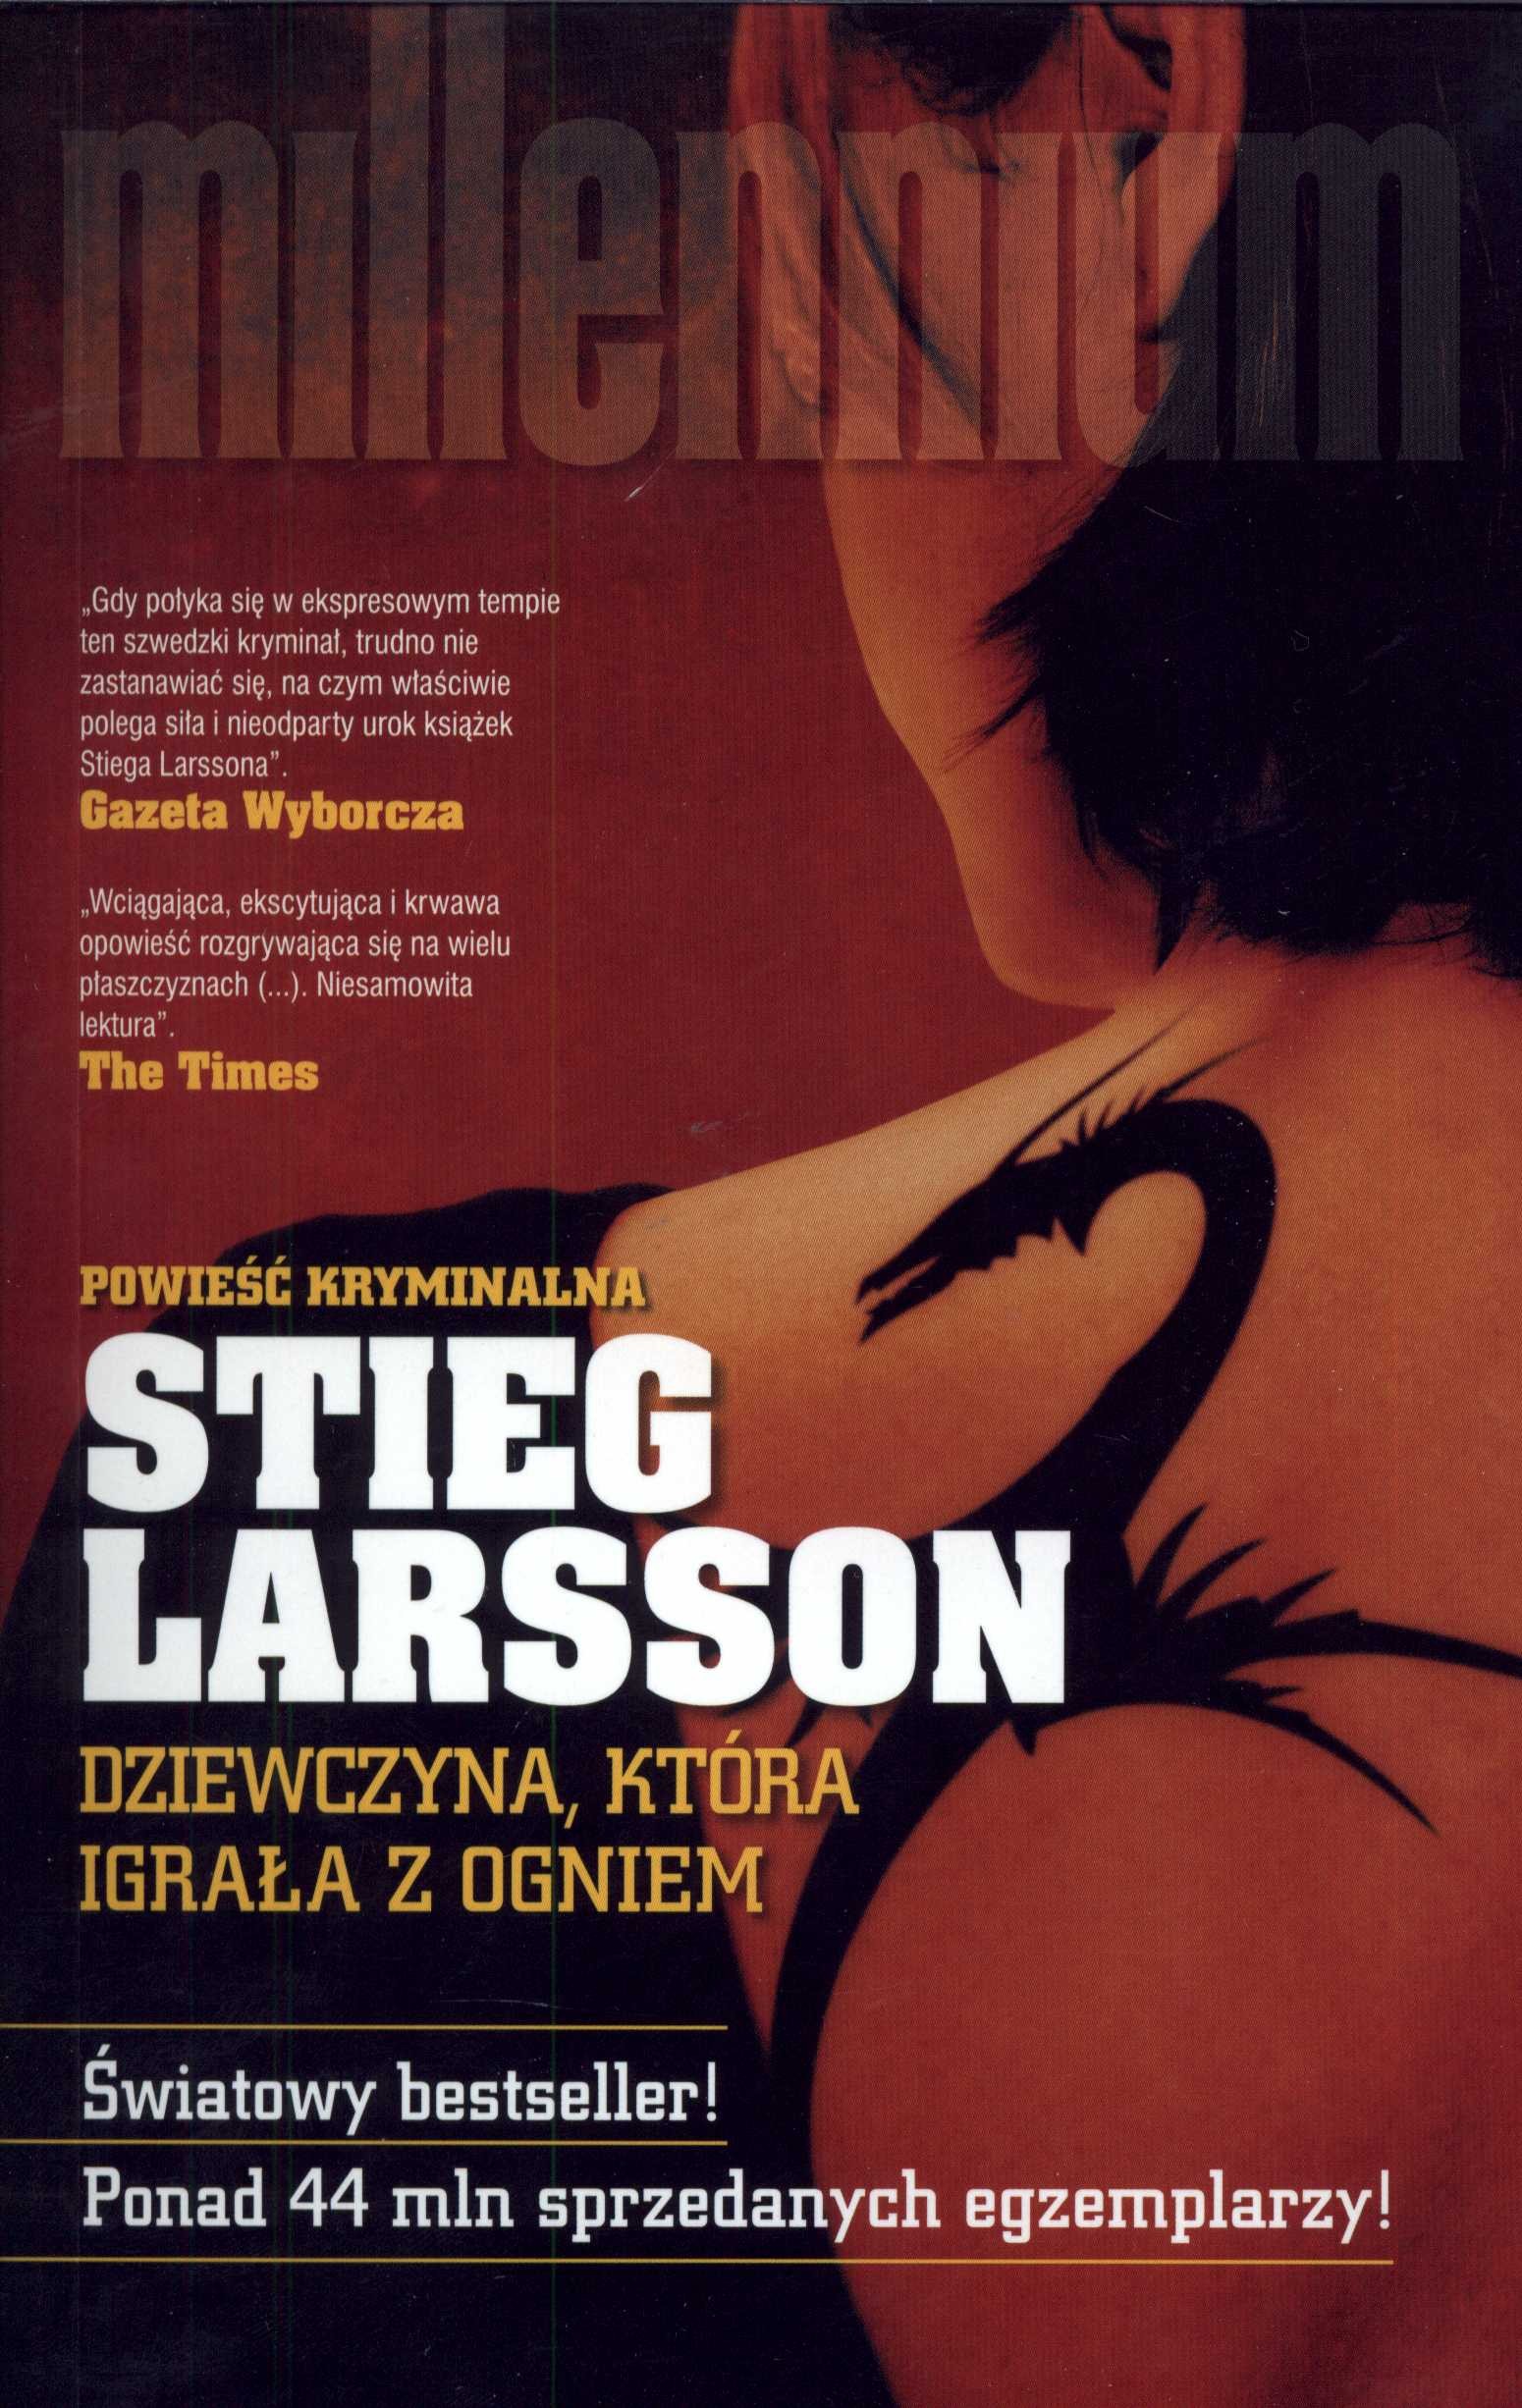 millennium
„Gdy połyka się w ekspresowym tempie
ten szwedzki kryminał, trudno nie
zastanawiać się, na czym właściwie
polega siła i nieodparty urok książek
Stiega Larssona”.
Gazeta Wyborcza
„Wciągająca, ekscytująca i krwawa
opowieść rozgrywająca się na wielu
płaszczyznach (...). Niesamowita
lektura”.
The Times
POWIEŚĆ KRYMINALNA
STIEG
LARSSON
DZIEWCZYNA, KTÓRA
IGRAŁA Z OGNIEM
Światowy bestseller!
Ponad 44 mln sprzedanych egzemplarzy!